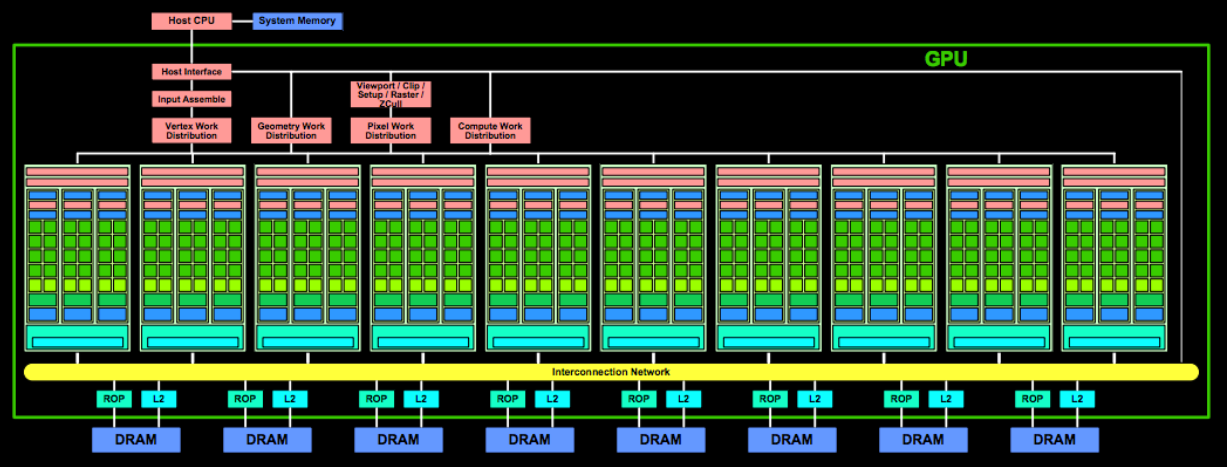 Host CPU
System Memory
GPU
Host Interface
Viewport / Clip /
Setup / Raster /
ZCull
Input Assemble
Vertex Work
Distribution
Geometry Work
Distribution
Pixel Work
Distribution
Compute Work
Distribution
Interconnection Network
ROP L2 ROP L2 ROP L2 ROP L2 ROP L2 ROP L2 ROP L2 ROP L2
DRAM DRAM DRAM DRAM DRAM DRAM DRAM DRAM